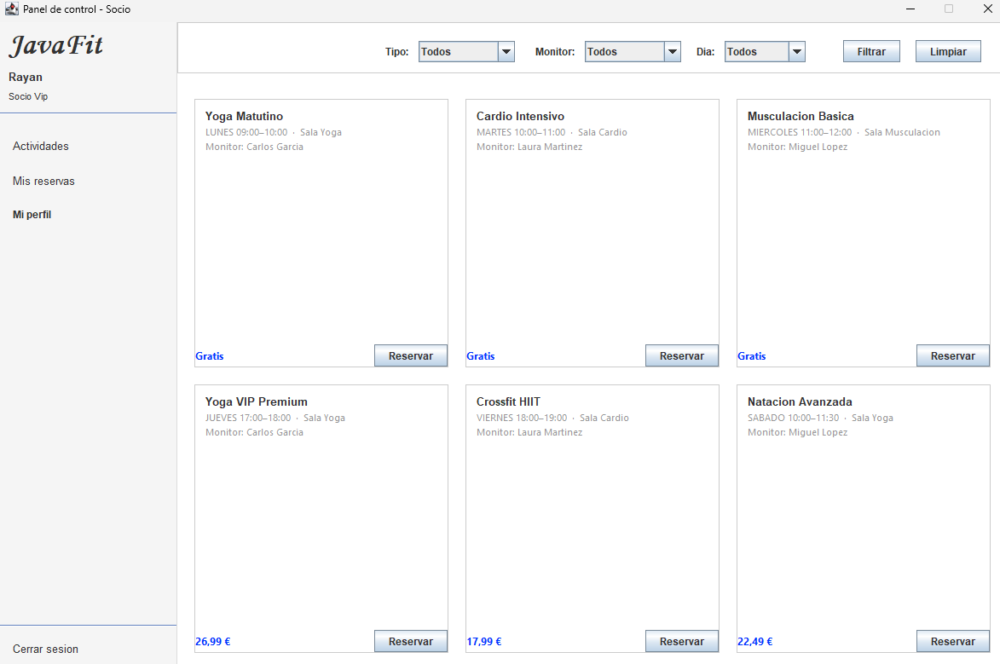 Panel de control - Socio
JavaFit
Rayan
Socio Vip
Actividades
Mis reservas
Mi perfil
Cerrar sesion
Tipo: Todos Monitor: Todos Dia: Todos Filtrar Limpiar
Yoga Matutino
LUNES 09:00–10:00 · Sala Yoga
Monitor: Carlos Garcia
Gratis Reservar
Cardio Intensivo
MARTES 10:00–11:00 · Sala Cardio
Monitor: Laura Martinez
Gratis Reservar
Musculacion Basica
MIERCOLES 11:00–12:00 · Sala Musculacion
Monitor: Miguel Lopez
Gratis Reservar
Yoga VIP Premium
JUEVES 17:00–18:00 · Sala Yoga
Monitor: Carlos Garcia
26,99 € Reservar
Crossfit HIIT
VIERNES 18:00–19:00 · Sala Cardio
Monitor: Laura Martinez
17,99 € Reservar
Natacion Avanzada
SABADO 10:00–11:30 · Sala Yoga
Monitor: Miguel Lopez
22,49 € Reservar